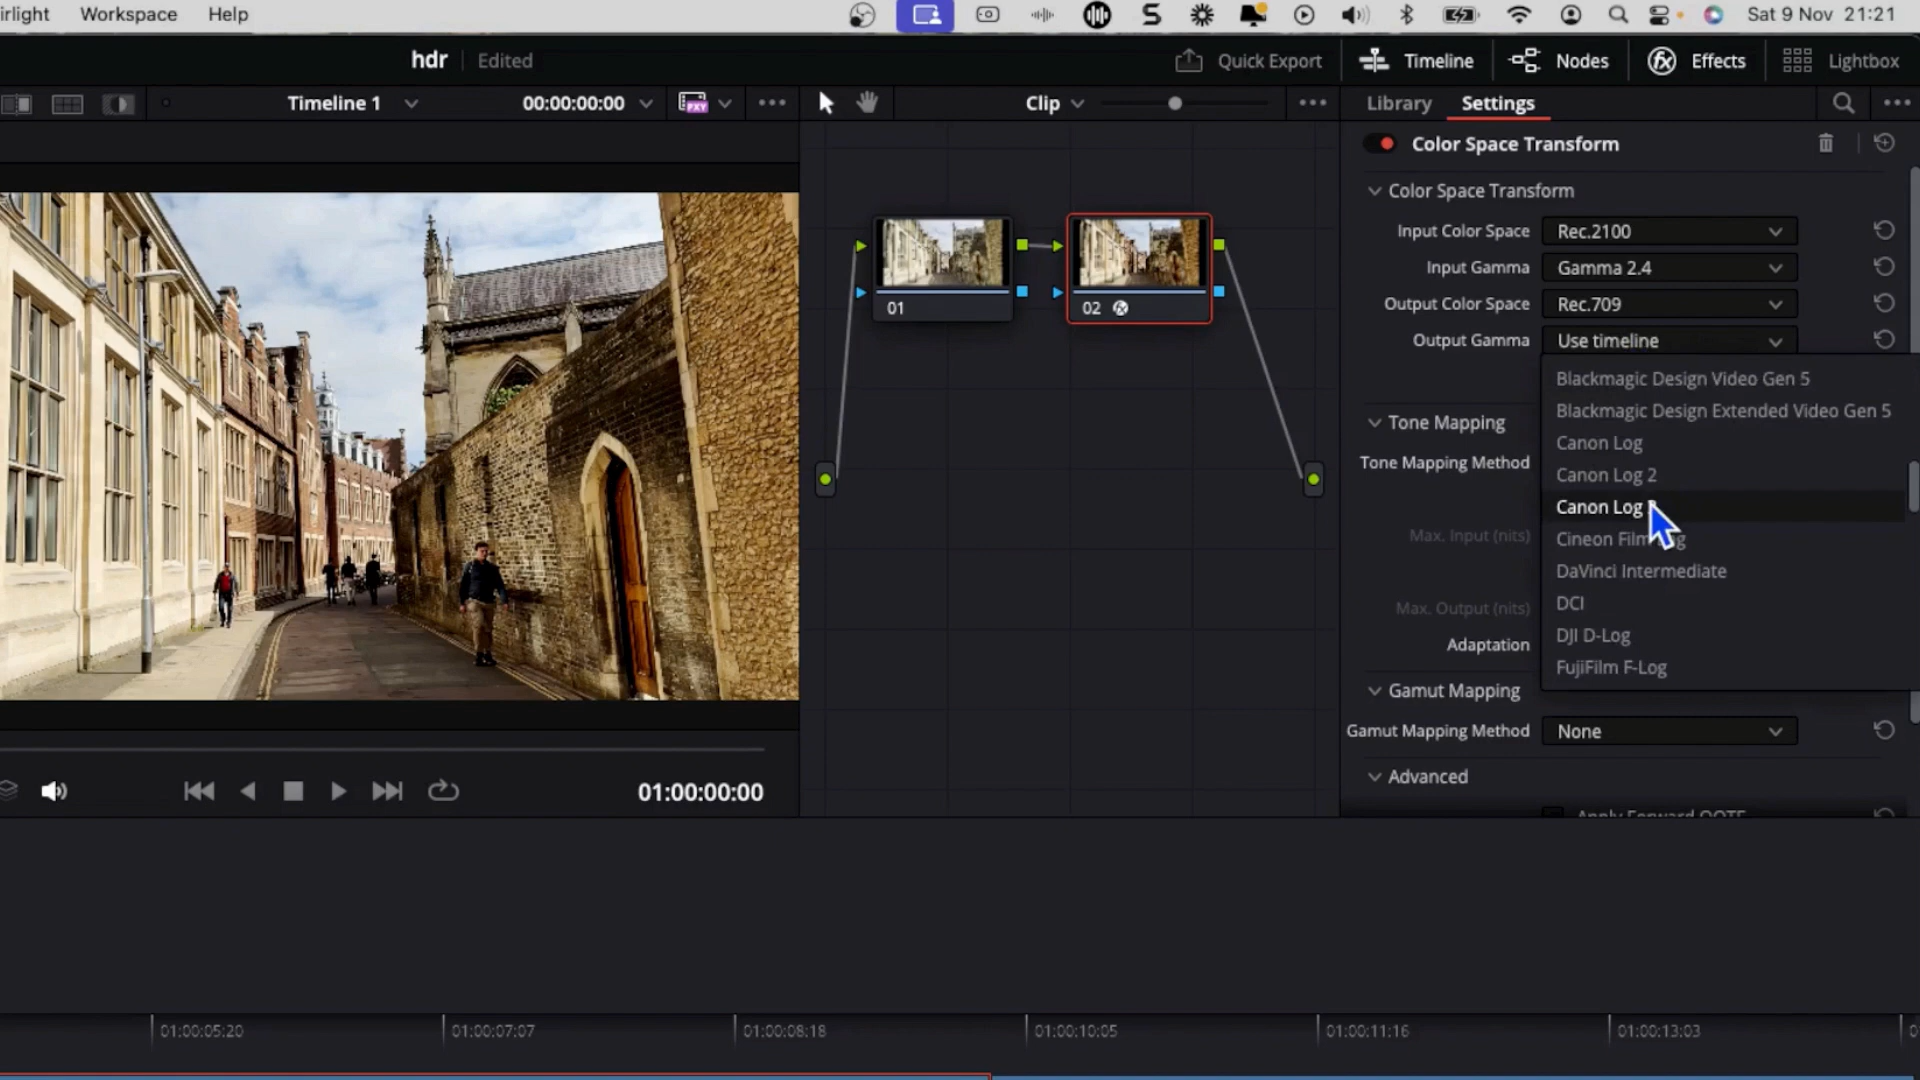 irlight Workspace Help Sat 9 Nov 21:21
hdr Edited Quick Export Timeline Nodes Effects Lightbox
PXY
Timeline 1 00:00:00:00 Clip Library Settings
Color Space Transform
Color Space Transform
Input Color Space Rec.2100
Input Gamma Gamma 2.4
Output Color Space Rec.709
Output Gamma Use timeline
01
02
Blackmagic Design Video Gen 5
Blackmagic Design Extended Video Gen 5
Canon Log
Canon Log 2
Canon Log
Cineon Film
DaVinci Intermediate
DCI
DJI D-Log
FujiFilm F-Log
Tone Mapping
Tone Mapping Method
Max. Input (nits)
Max. Output (nits)
Adaptation
Gamut Mapping
Gamut Mapping Method None
Advanced
Apply Forward OOTF
01:00:00:00
01:00:05:20 01:00:07:07 01:00:08:18 01:00:10:05 01:00:11:16 01:00:13:03